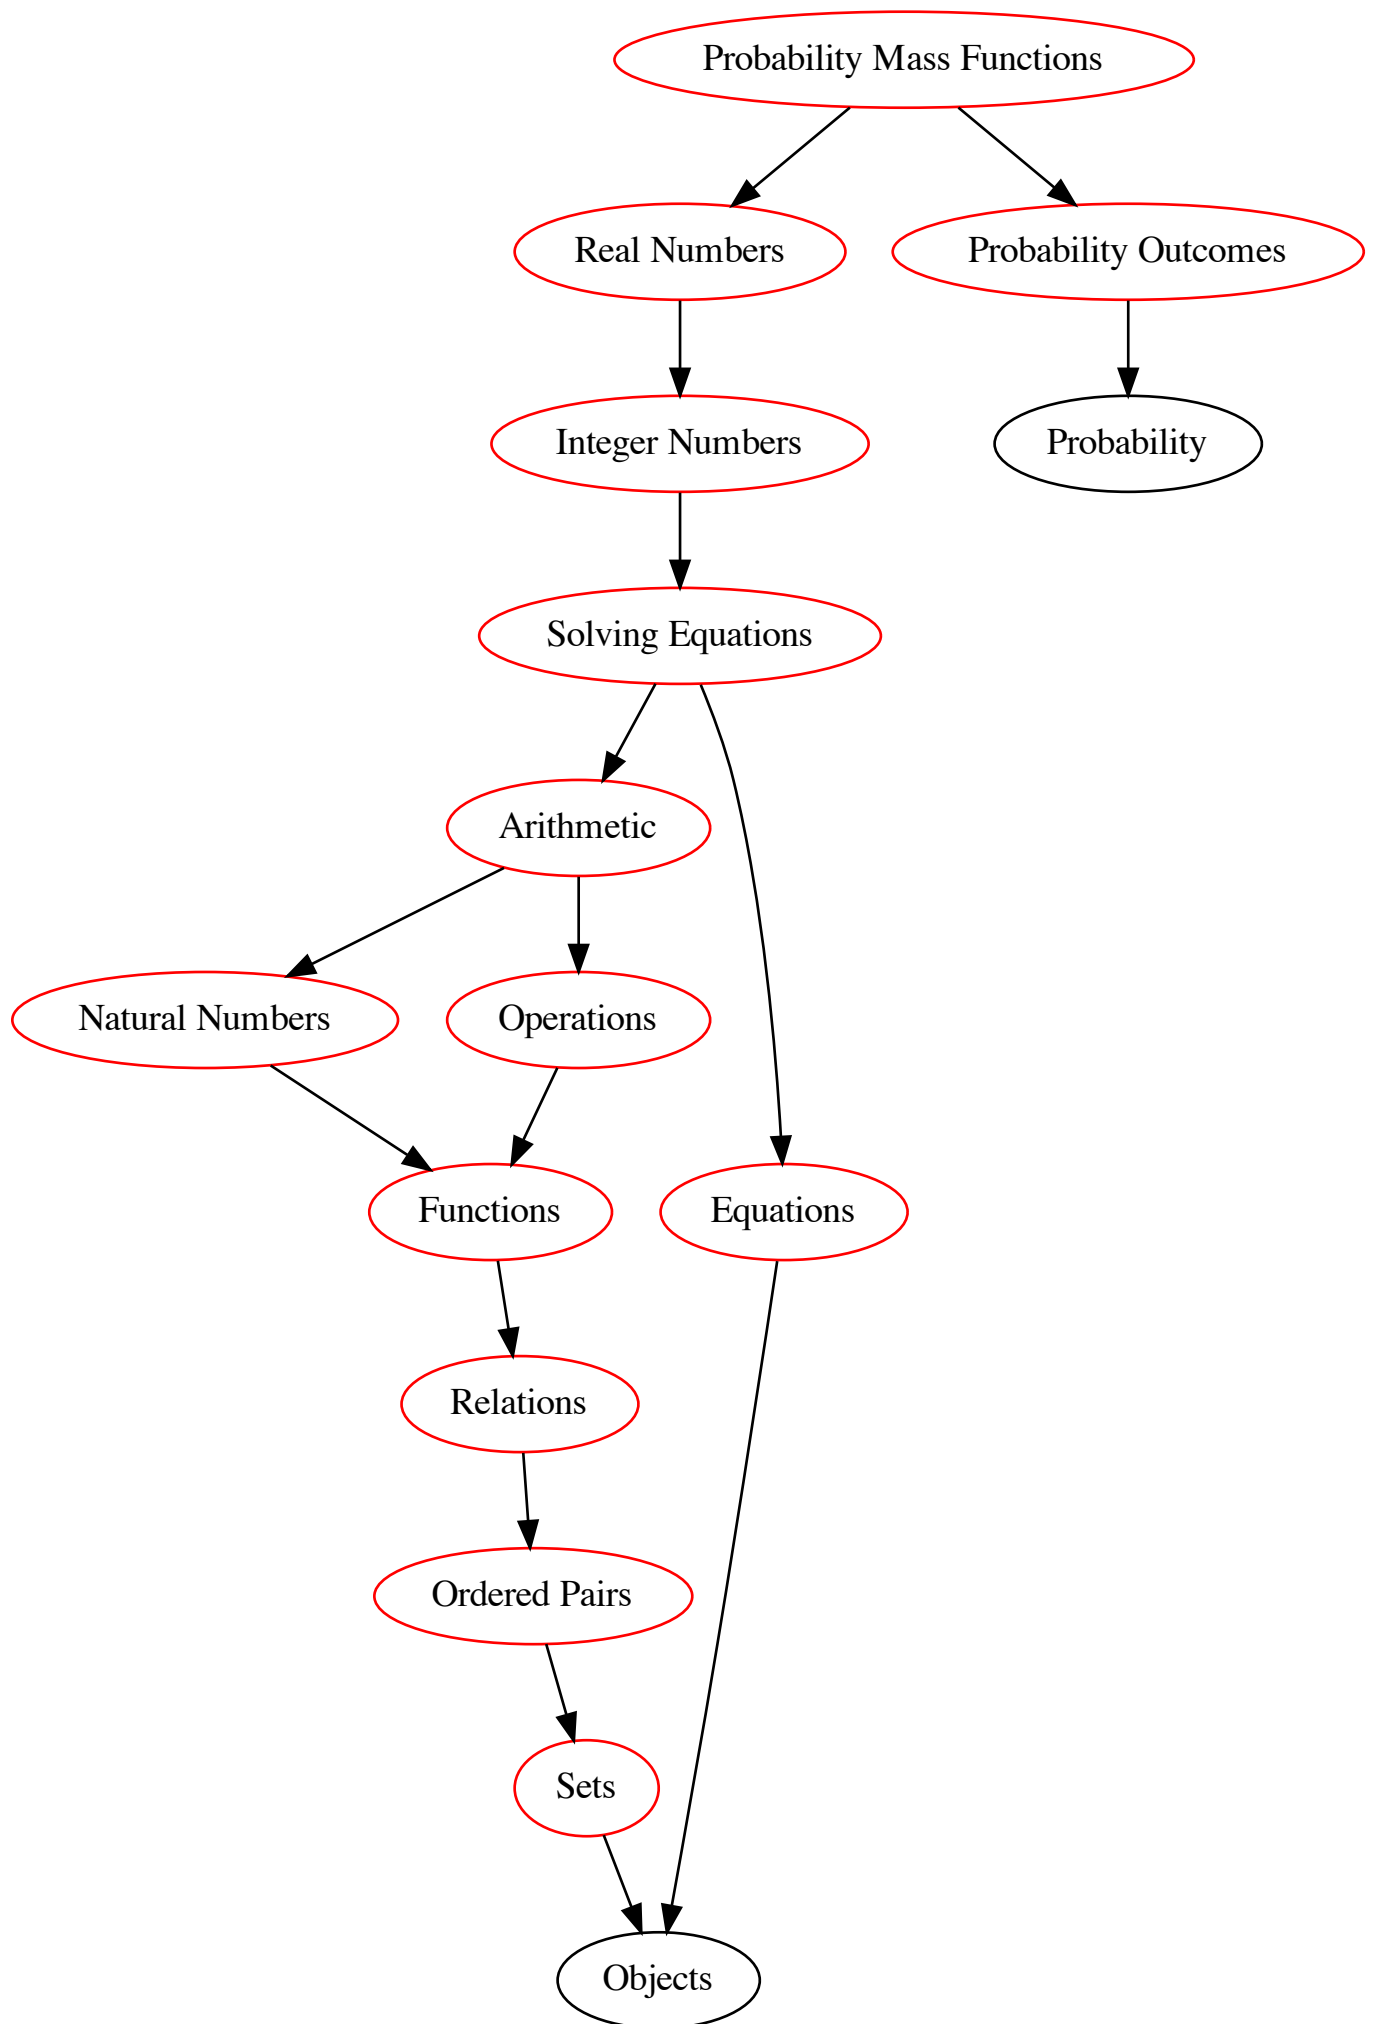 Probability Mass Functions
Real Numbers
Probability Outcomes
Integer Numbers
Probability
Solving Equations
Arithmetic
Natural Numbers
Operations
Functions
Equations
Relations
Ordered Pairs
Sets
Objects